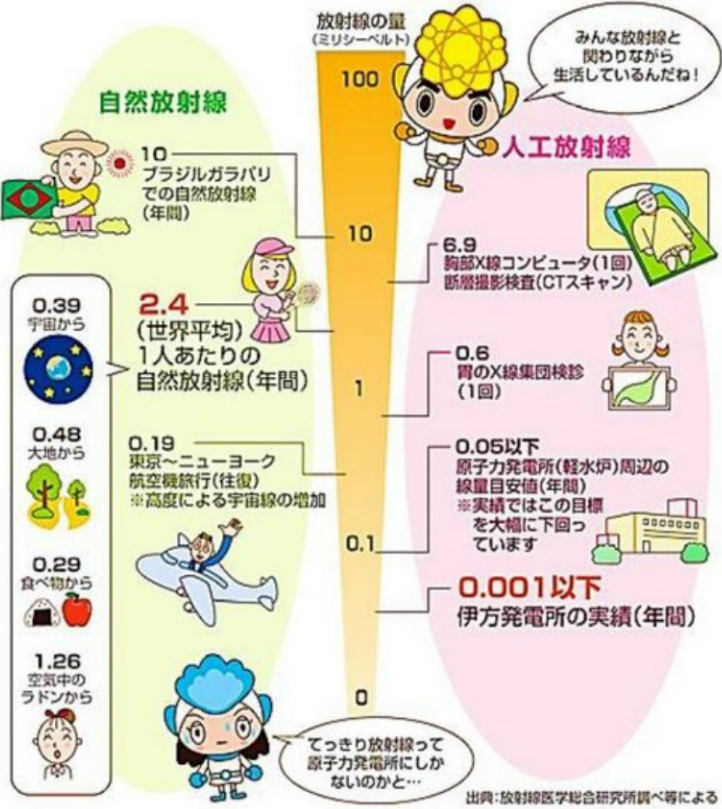 放射線の量
(ミリシーベルト)
みんな放射線と
関わりながら
生活しているんだね!
100
自然放射線
人工放射線
10
ブラジルガラパリ
での自然放射線
(年間)
10
6.9
胸部X線コンピュータ(1回)
断層撮影検査(CTスキャン)
0.39
宇宙から
2.4
(世界平均)
1人あたりの
自然放射線(年間)
0.6
胃のX線集団検診
(1回)
1
0.48
大地から
0.19
東京〜ニューヨーク
航空機旅行(往復)
※高度による宇宙線の増加
0.05以下
原子力発電所(軽水炉)周辺の
線量目安値(年間)
※実績ではこの目標
を大幅に下回っ
ています
0.1
0.29
食べ物から
0.001以下
伊方発電所の実績(年間)
1.26
空気中の
ラドンから
0
てっきり放射線って
原子力発電所にしか
ないのかと…
出典:放射線医学総合研究所調べ等による